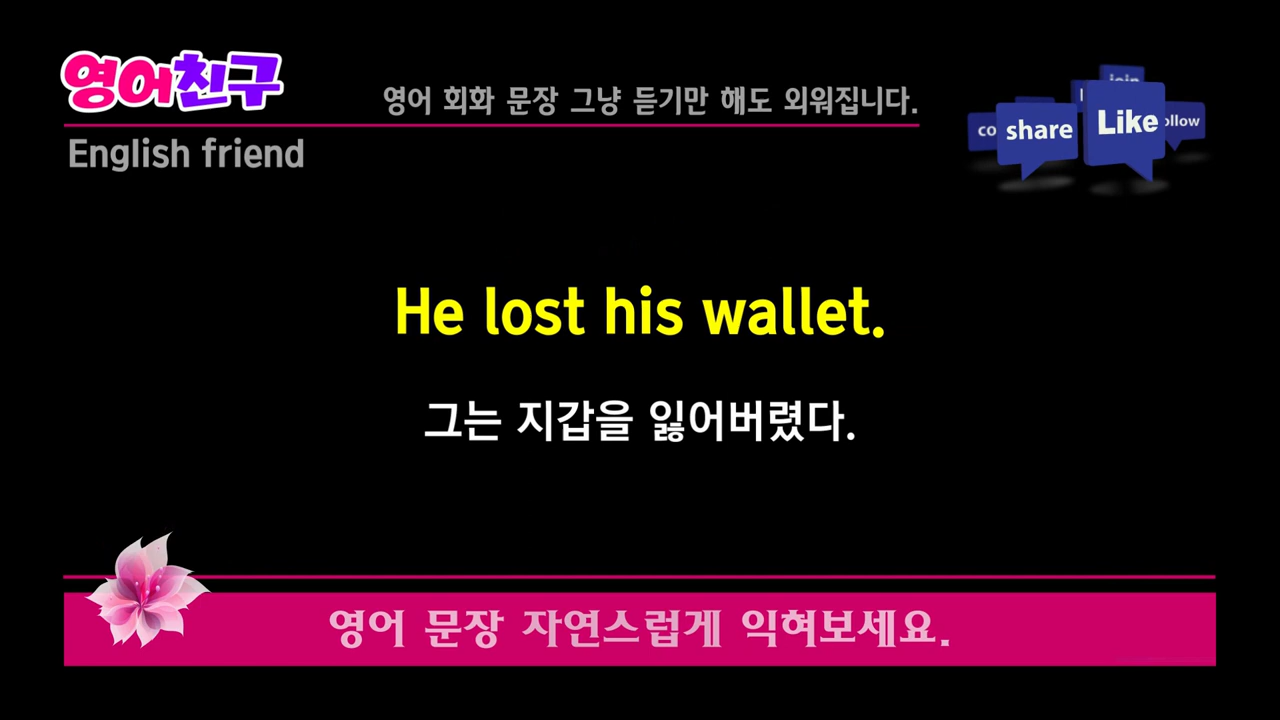 영어친구
영어 회화 문장 그냥 듣기만 해도 외워집니다.
English friend
join
share
Like
He lost his wallet.
그는 지갑을 잃어버렸다.
영어 문장 자연스럽게 익혀보세요.